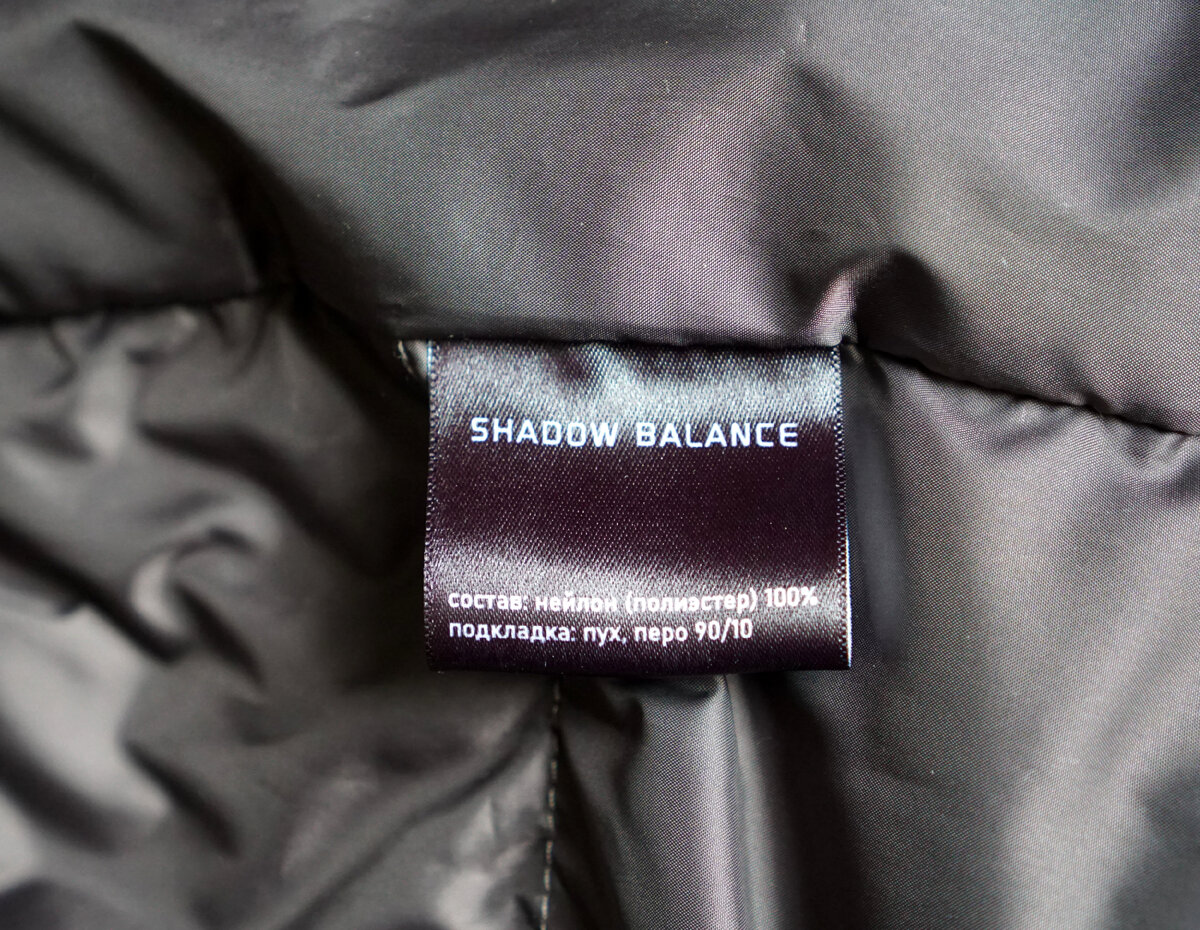 SHADOW BALANCE
состав: нейлон (полиэстер) 100%
подкладка: пух, перо 90/10